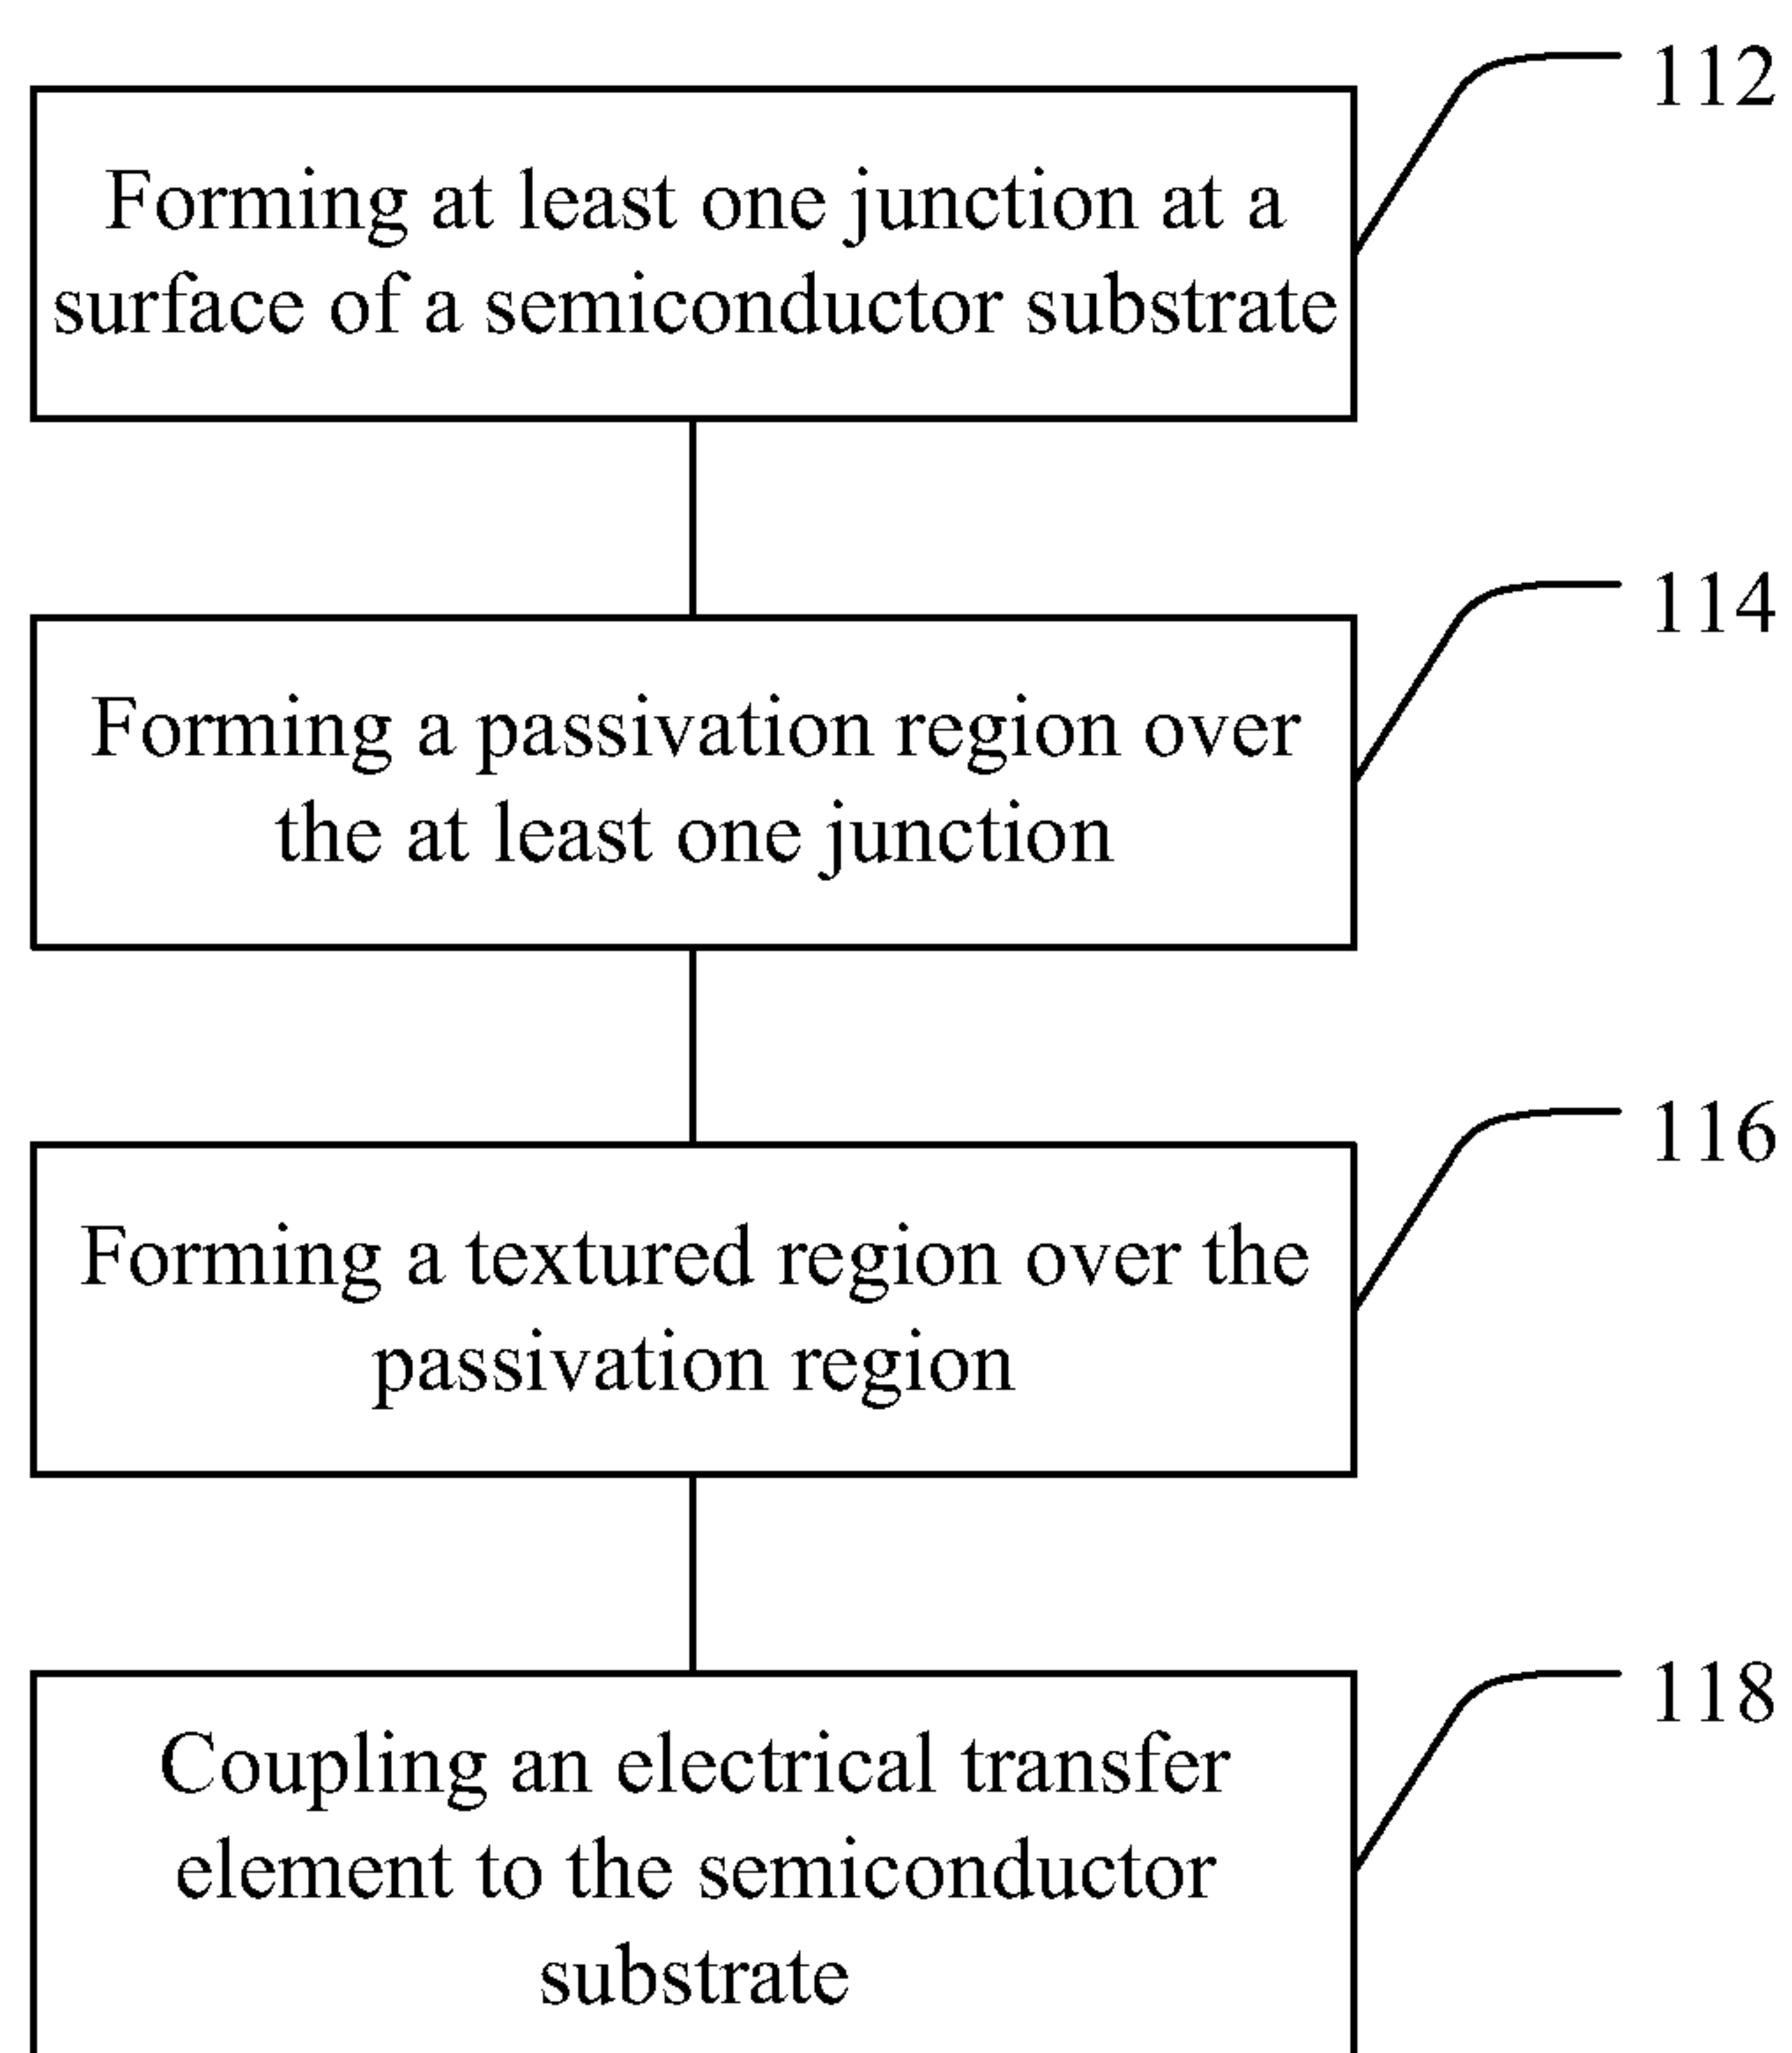 112
Forming at least one junction at a
surface of a semiconductor substrate
114
Forming a passivation region over
the at least one junction
116
Forming a textured region over the
passivation region
118
Coupling an electrical transfer
element to the semiconductor
substrate